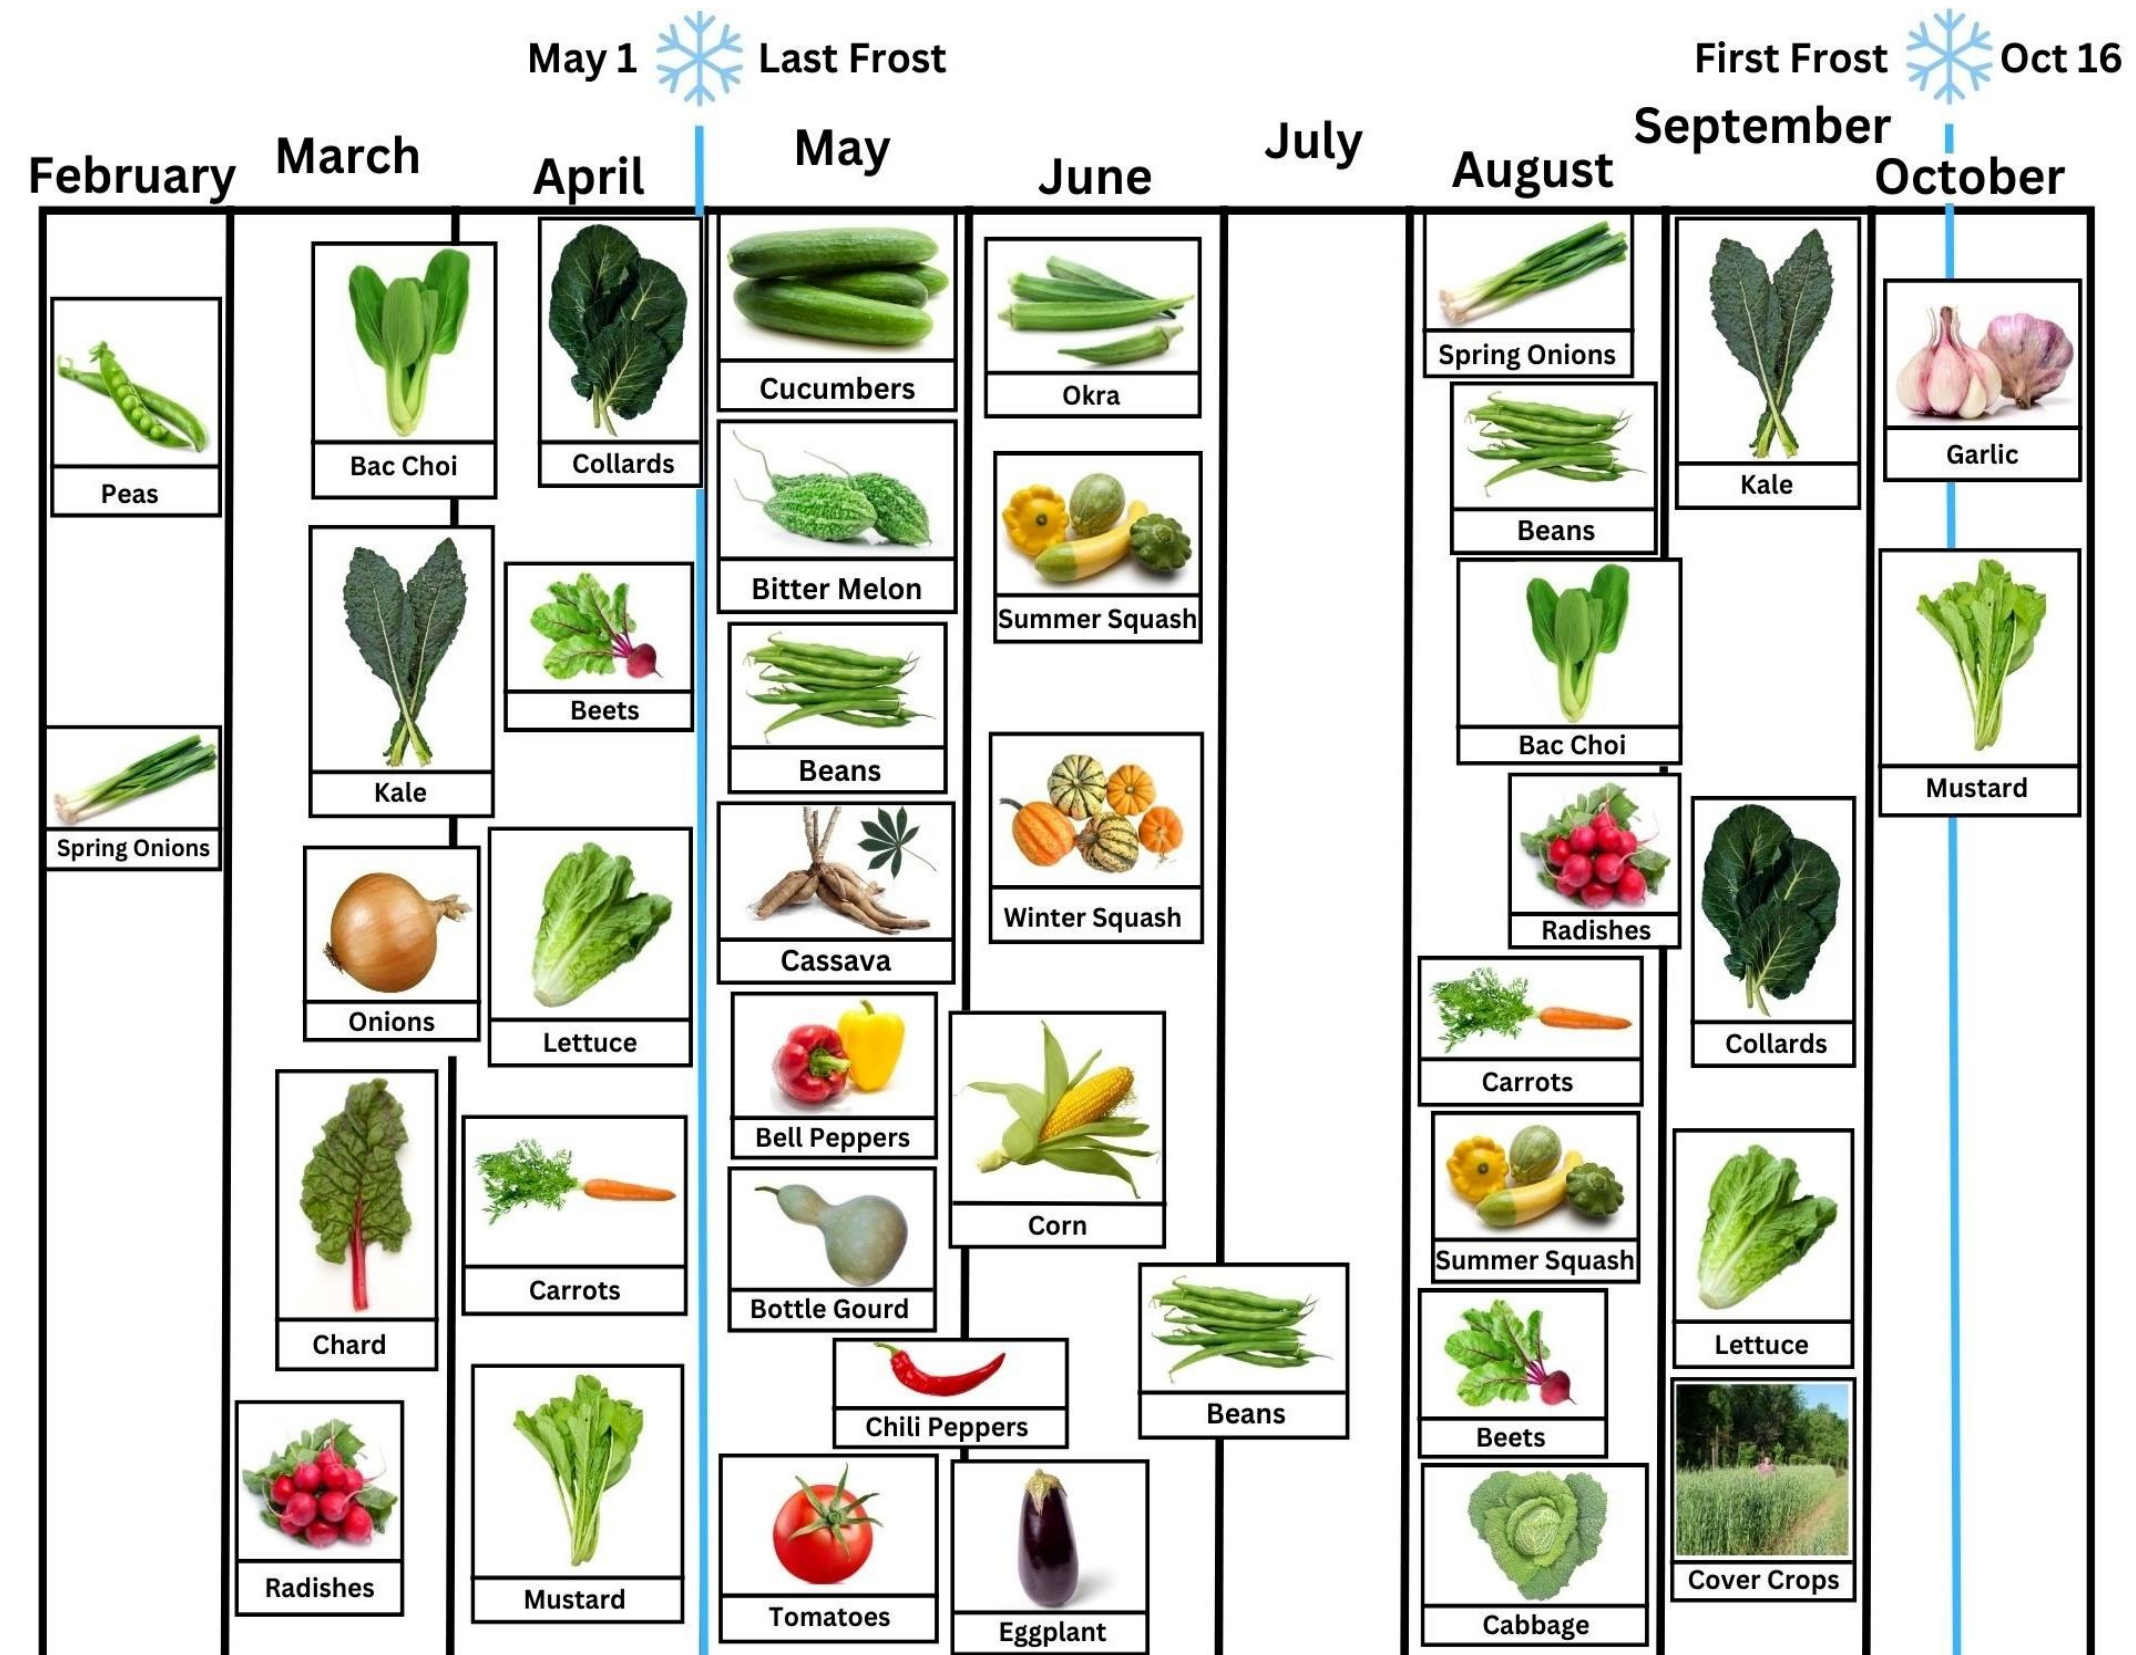 May 1
Last Frost
First Frost
Oct 16
February
March
April
May
June
July
August
September
October
Peas
Spring Onions
Bac Choi
Kale
Onions
Chard
Radishes
Collards
Beets
Lettuce
Carrots
Mustard
Cucumbers
Bitter Melon
Beans
Cassava
Bell Peppers
Bottle Gourd
Chili Peppers
Tomatoes
Okra
Summer Squash
Winter Squash
Corn
Eggplant
Beans
Spring Onions
Beans
Bac Choi
Radishes
Carrots
Summer Squash
Beets
Cabbage
Kale
Collards
Lettuce
Cover Crops
Garlic
Mustard